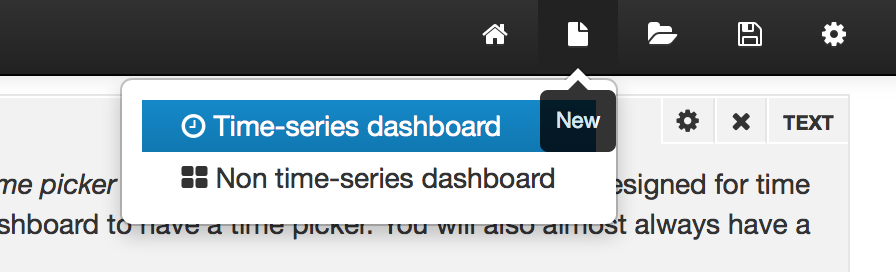 Time-series dashboard
New
TEXT
Non time-series dashboard
me picker
esigned for time
shboard to have a time picker. You will also almost always have a